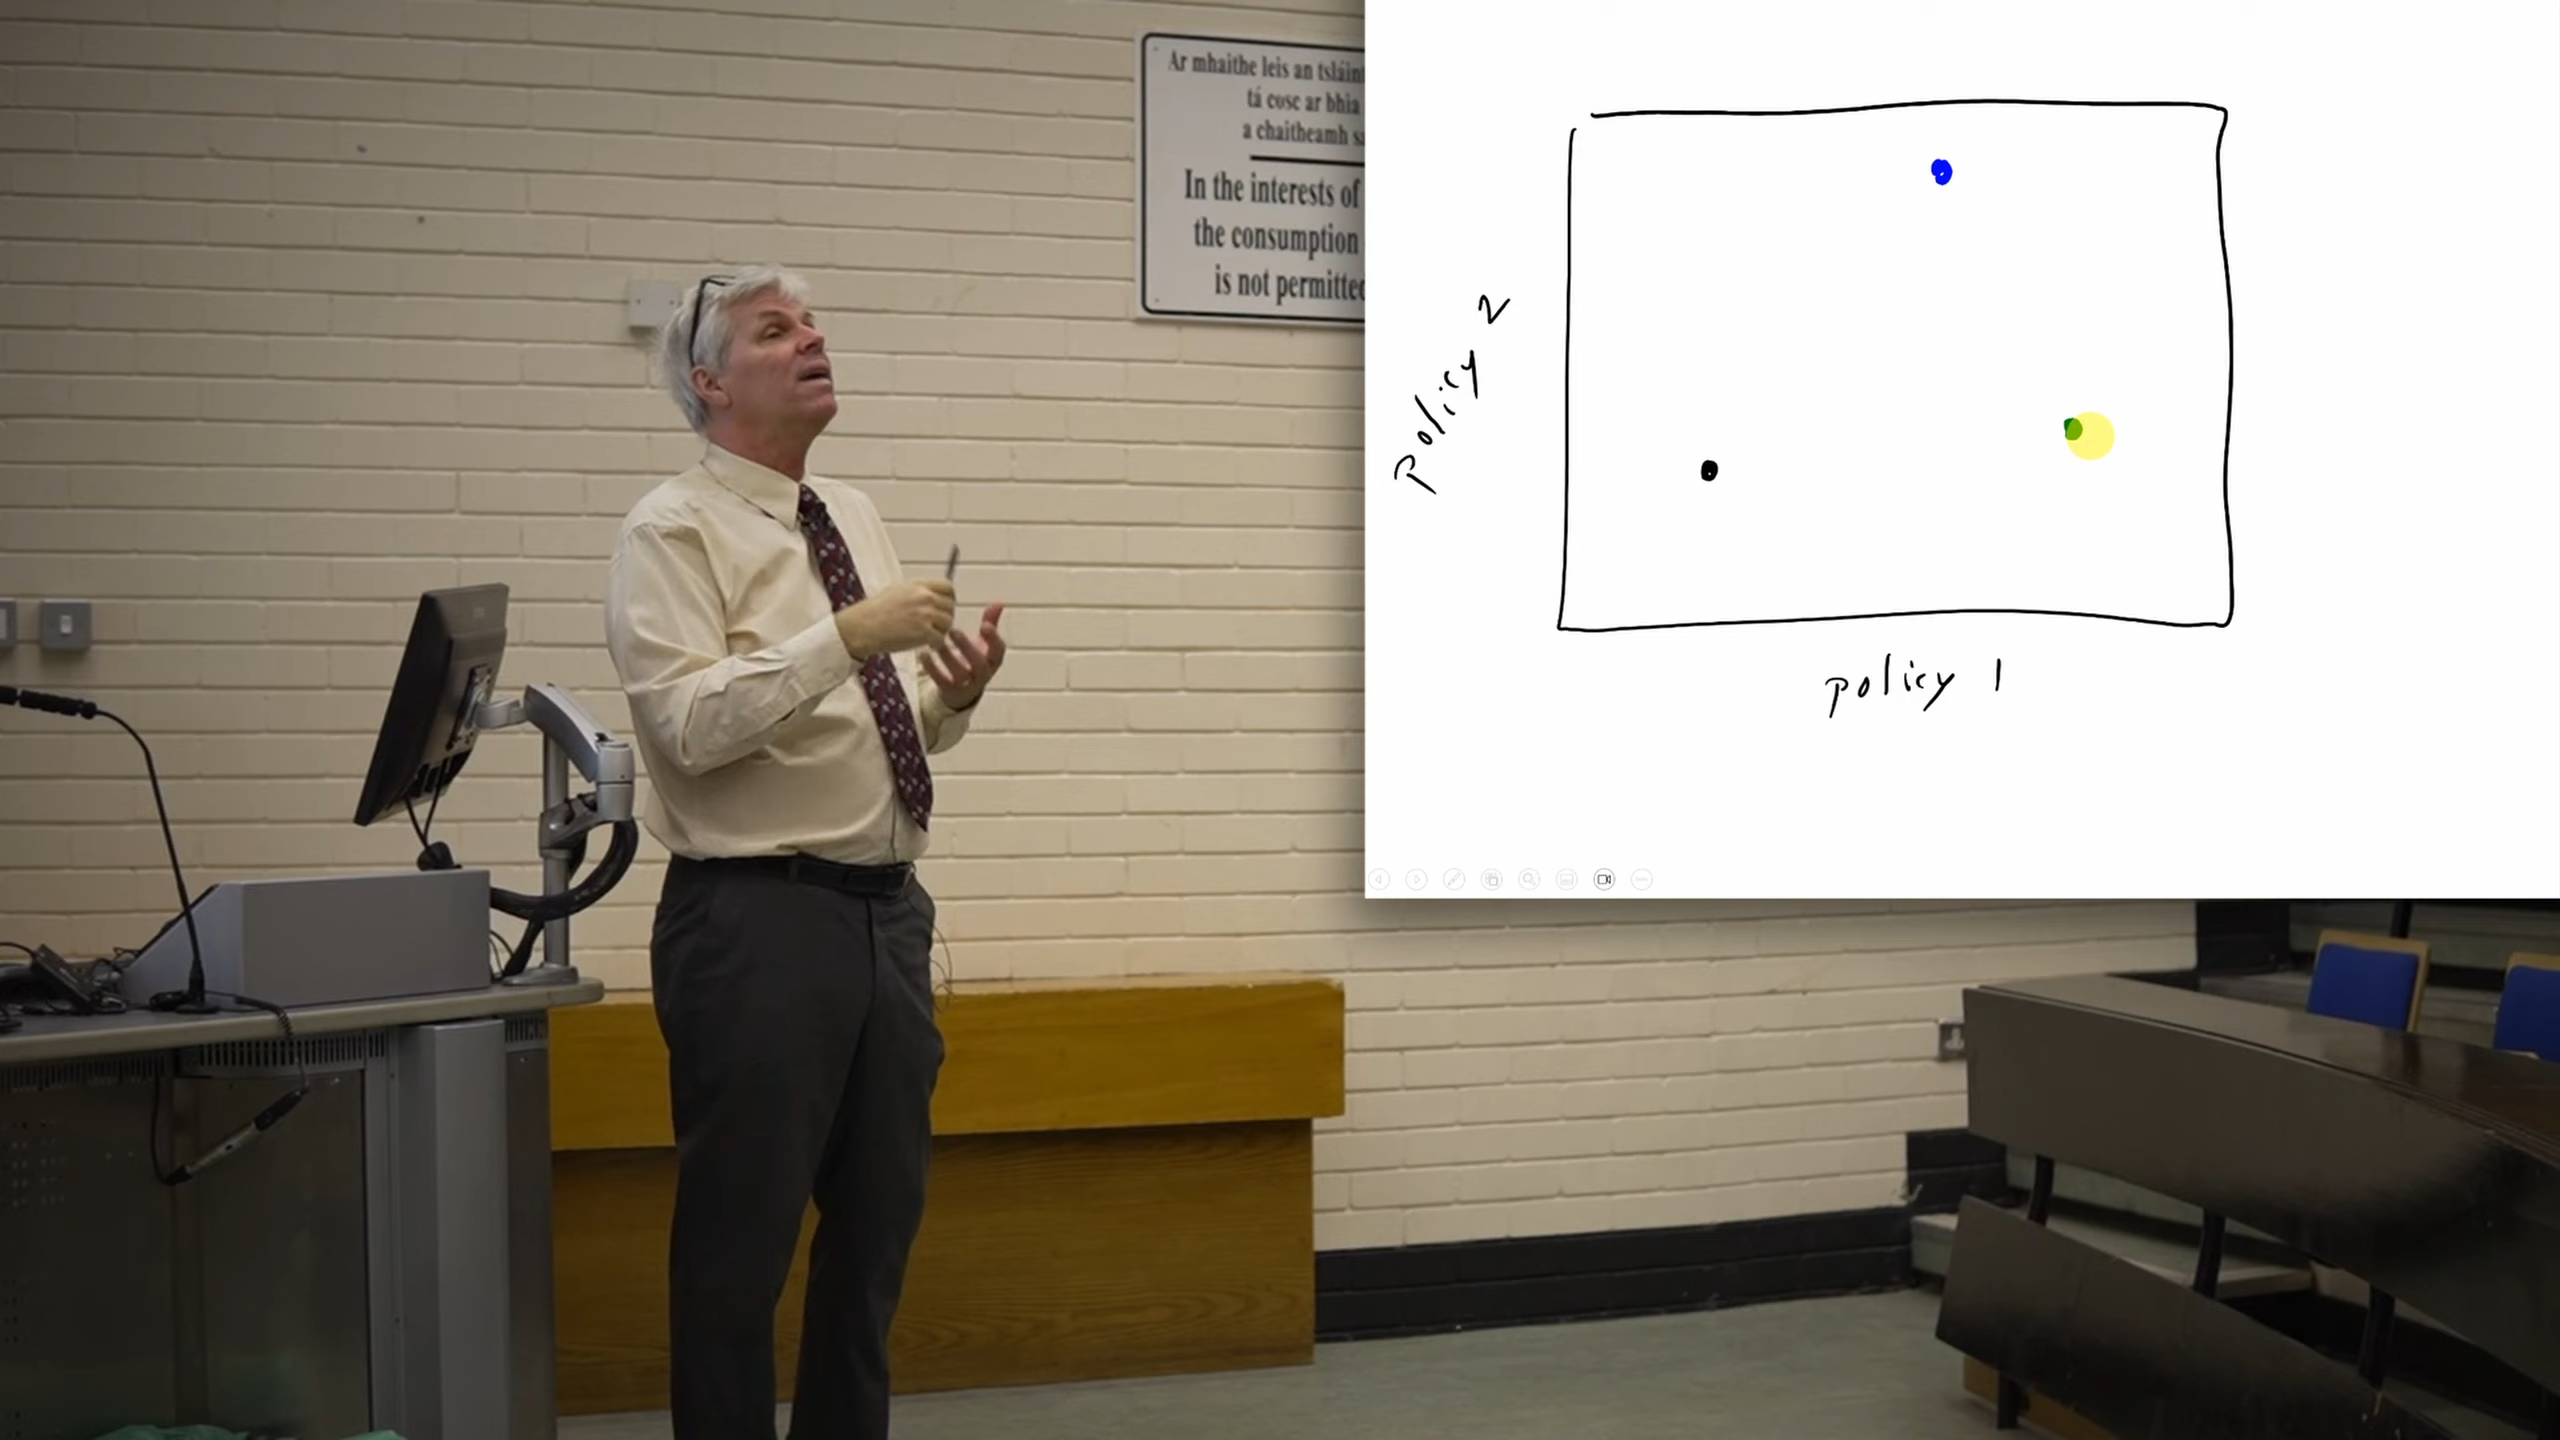 Ar mhaithe leis an tsláin
tá cosc ar bhia
a chaitheamh sa
In the interests of
the consumption
is not permitted
policy 2
policy 1